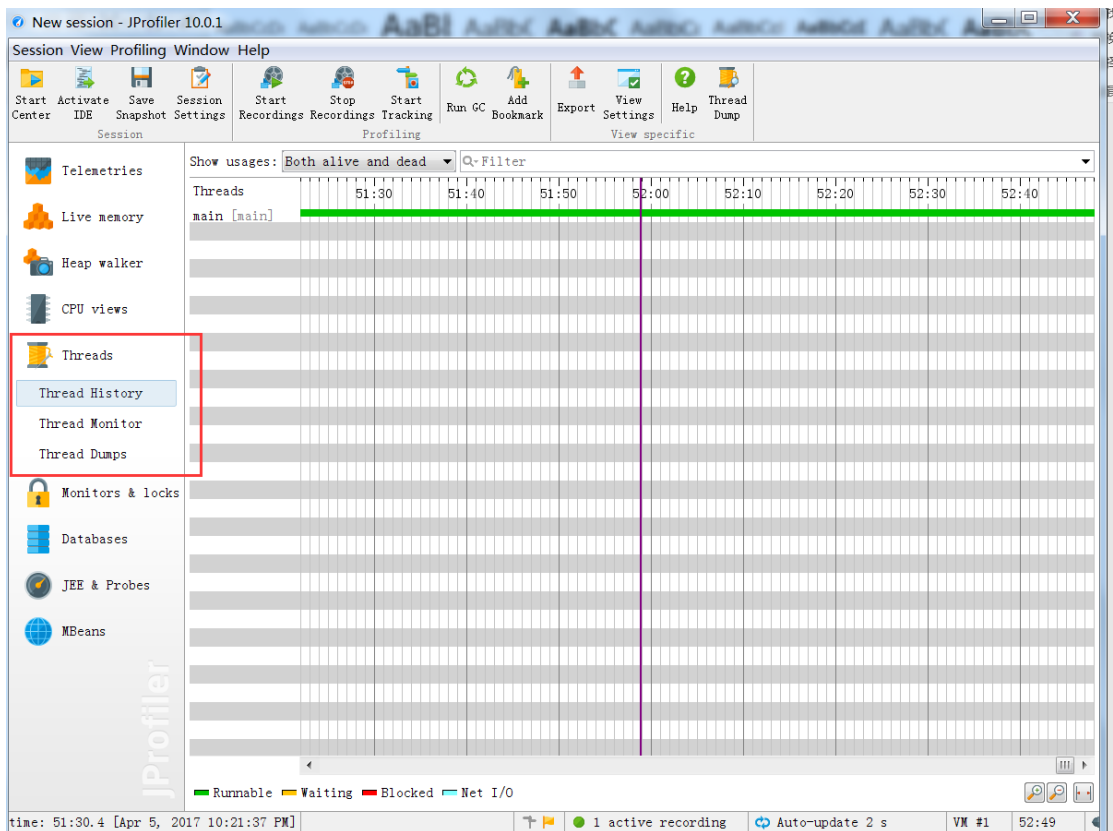 New session - JProfiler 10.0.1
Session View Profiling Window Help
Start Center
Activate IDE
Save Snapshot
Session Settings
Start Recordings
Stop Recordings
Start Tracking
Run GC
Add Bookmark
Export
View Settings
Help
Thread Dump
Session
Profiling
View specific
Telemetries
Live memory
Heap walker
CPU views
Threads
Thread History
Thread Monitor
Thread Dumps
Monitors & locks
Databases
JEE & Probes
MBeans
JProfiler
Show usages: Both alive and dead
Filter
Threads 51:30 51:40 51:50 52:00 52:10 52:20 52:30 52:40
main [main]
Runnable Waiting Blocked Net I/O
time: 51:30.4 [Apr 5, 2017 10:21:37 PM] 1 active recording Auto-update 2 s VM #1 52:49